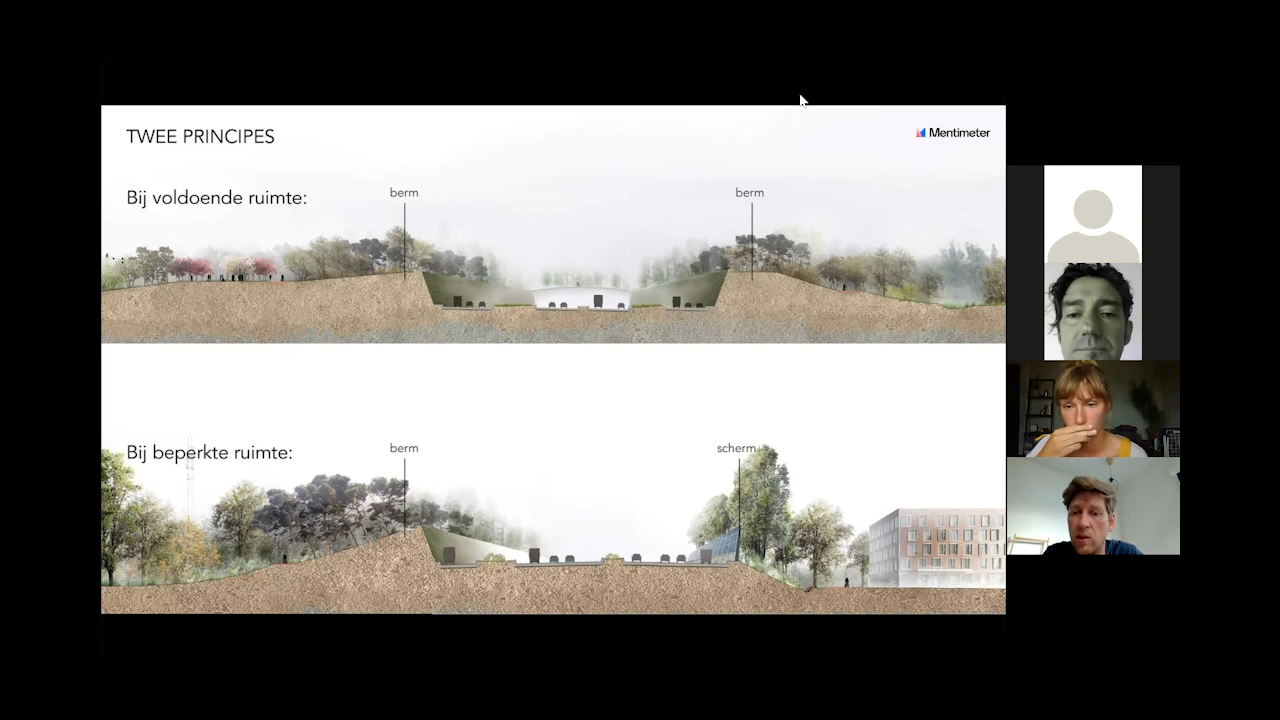 TWEE PRINCIPES
Mentimeter
Bij voldoende ruimte:
berm
berm
Bij beperkte ruimte:
berm
scherm